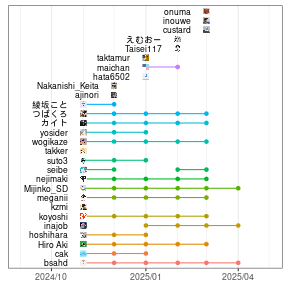 onuma
inouwe
custard
えむおー
Taisei117
taktamur
maichan
hata6502
Nakanishi_Keita
ajinori
綾坂こと
つばくろ
カイト
yosider
wogikaze
takker
suto3
seibe
nejimaki
Mijinko_SD
meganii
kzmi
koyoshi
inajob
hoshihara
Hiro Aki
cak
bsahd
2024/10
2025/01
2025/04